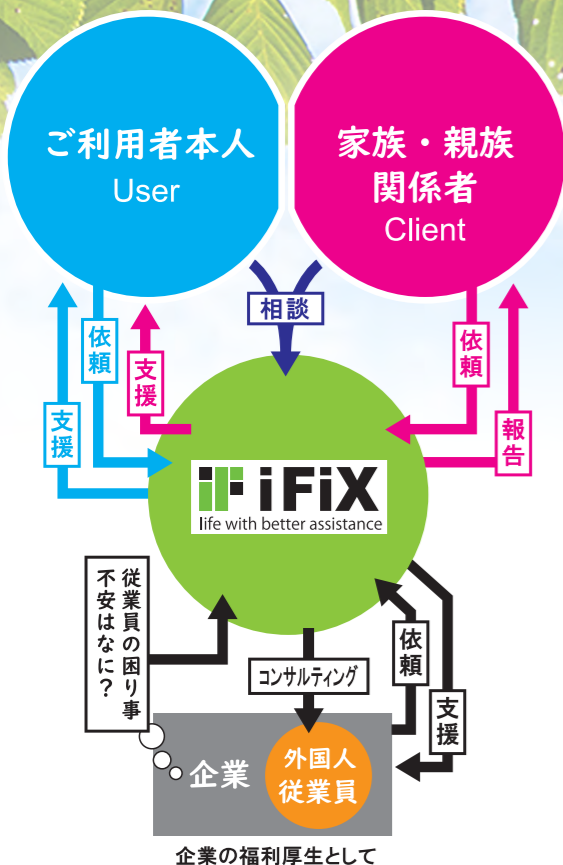 ご利用者本人
User
家族・親族
関係者
Client
相談
依頼
支援
支援
依頼
報告
iF iFiX
life with better assistance
従業員の困り事
不安はなに？
コンサルティング
依頼
支援
企業
外国人
従業員
企業の福利厚生として